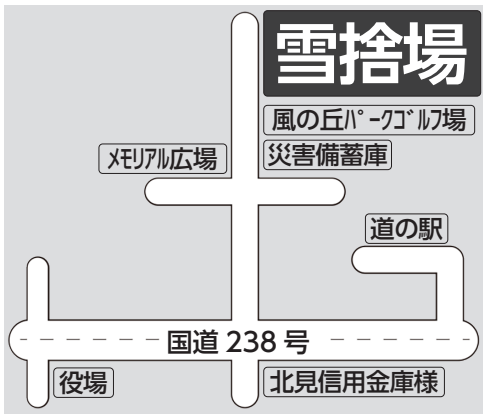 雪捨場
風の丘パークゴルフ場
メモリアル広場
災害備蓄庫
道の駅
国道 238 号
役場
北見信用金庫様